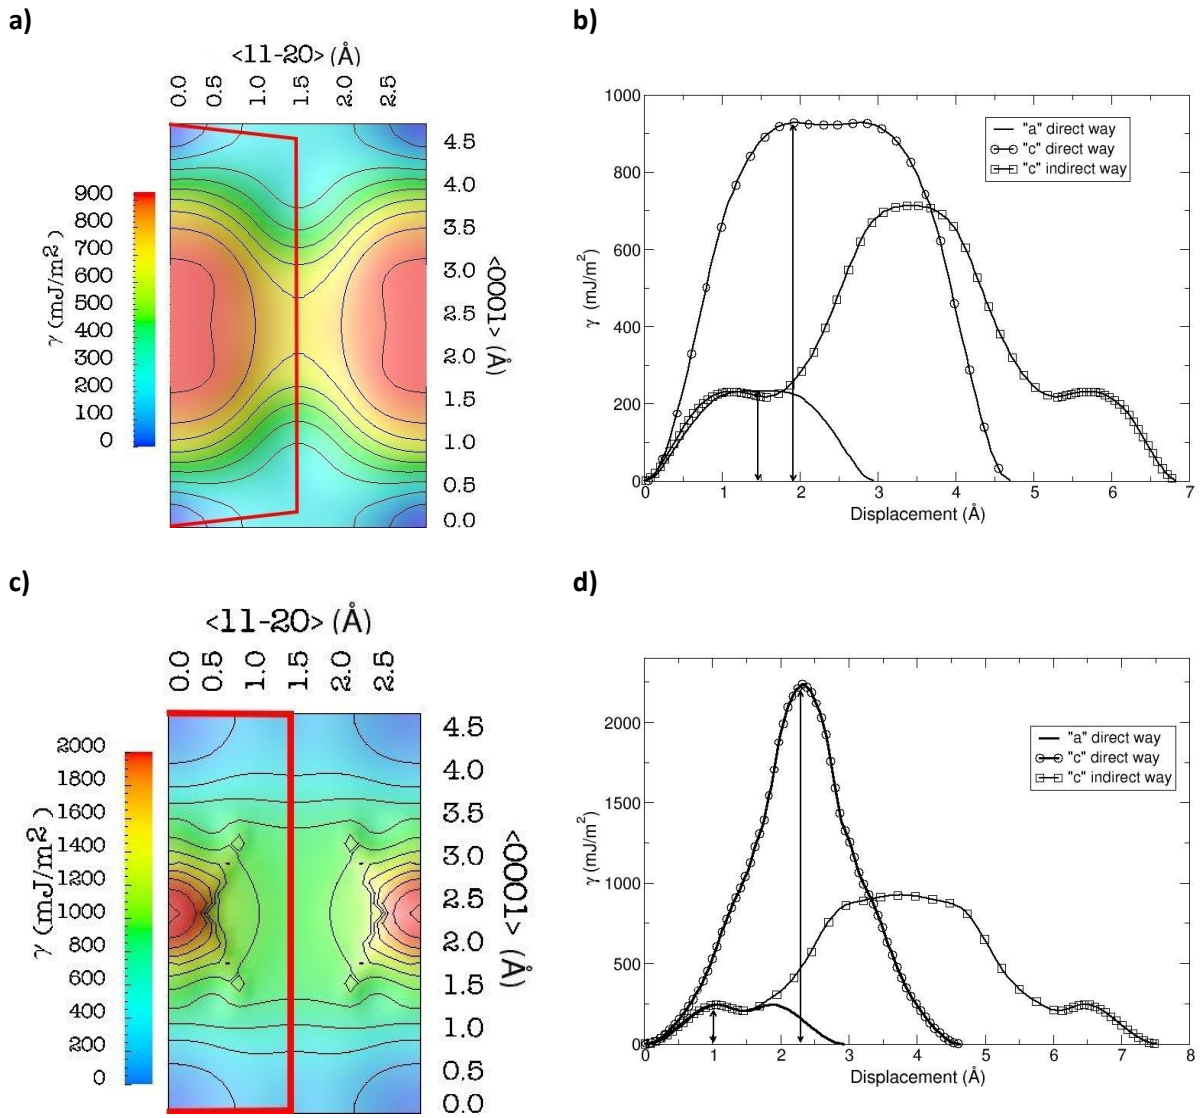 a)
<11-20> (Å)
0.0 0.5 1.0 1.5 2.0 2.5
4.5
4.0
3.5
3.0
2.5
2.0
1.5
1.0
0.5
0.0
<0001> (Å)
900
800
700
600
500
400
300
200
100
0
γ (mJ/m²)
b)
1000
800
600
400
200
0
γ (mJ/m²)
"a" direct way
"c" direct way
"c" indirect way
0 1 2 3 4 5 6 7
Displacement (Å)
c)
<11-20> (Å)
0.0 0.5 1.0 1.5 2.0 2.5
4.5
4.0
3.5
3.0
2.5
2.0
1.5
1.0
0.5
0.0
<0001> (Å)
2000
1800
1600
1400
1200
1000
800
600
400
200
0
γ (mJ/m²)
d)
2000
1500
1000
500
0
γ (mJ/m²)
"a" direct way
"c" direct way
"c" indirect way
0 1 2 3 4 5 6 7 8
Displacement (Å)